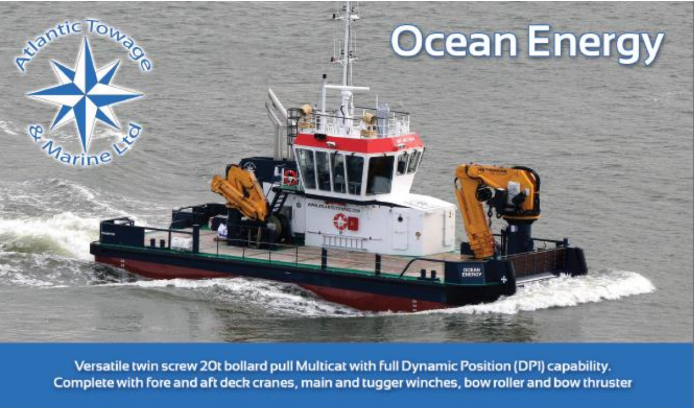 Atlantic Towage
& Marine Ltd
Ocean Energy
OCEAN
ENERGY
Versatile twin screw 20t bollard pull Multicat with full Dynamic Position (DP1) capability.
Complete with fore and aft deck cranes, main and tugger winches, bow roller and bow thruster